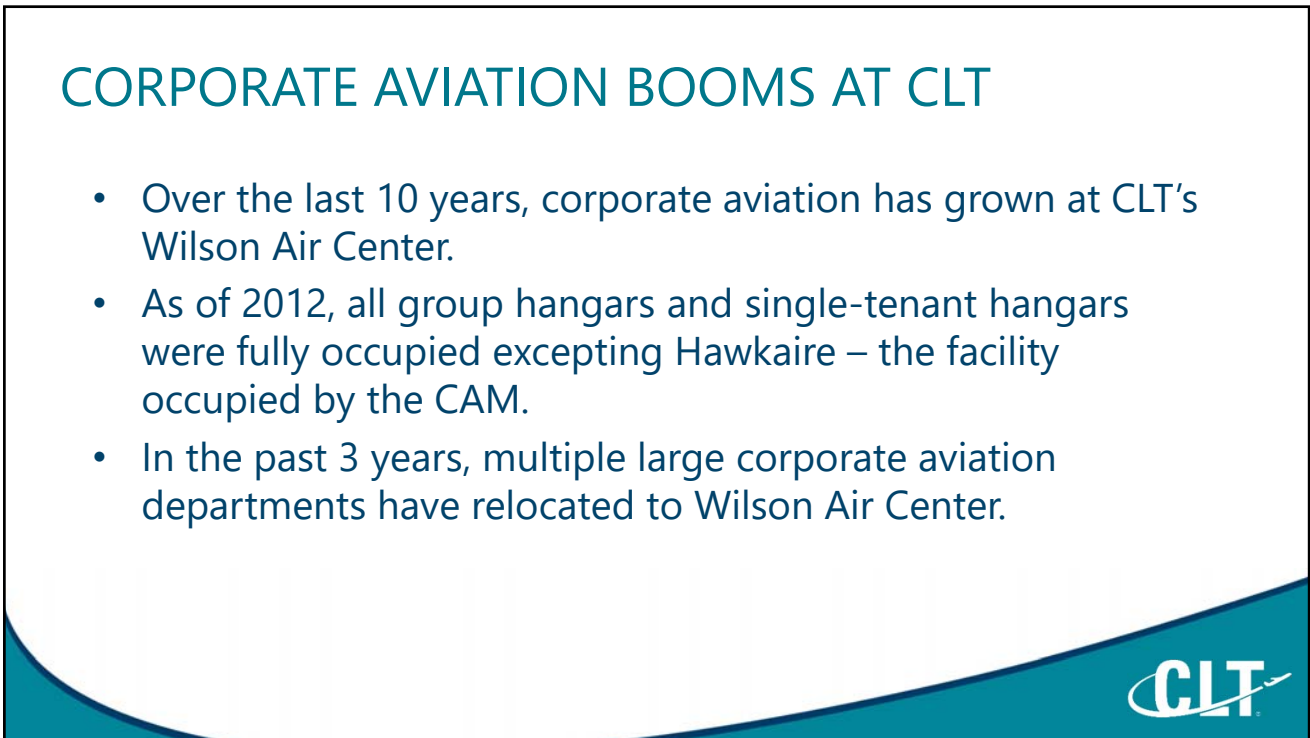 CORPORATE AVIATION BOOMS AT CLT
• Over the last 10 years, corporate aviation has grown at CLT’s
Wilson Air Center.
• As of 2012, all group hangars and single-tenant hangars
were fully occupied excepting Hawkaire – the facility
occupied by the CAM.
• In the past 3 years, multiple large corporate aviation
departments have relocated to Wilson Air Center.
CLT